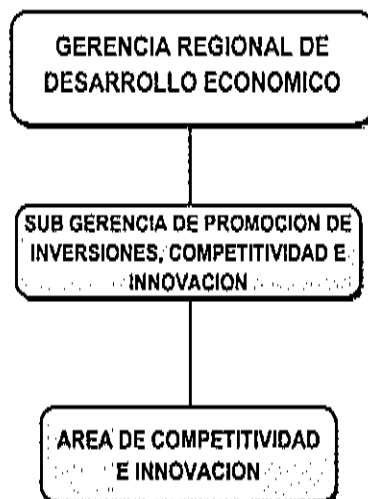 GERENCIA REGIONAL DE
DESARROLLO ECONOMICO
SUB GERENCIA DE PROMOCION DE
INVERSIONES, COMPETITIVIDAD E
INNOVACION
AREA DE COMPETITIVIDAD
E INNOVACION